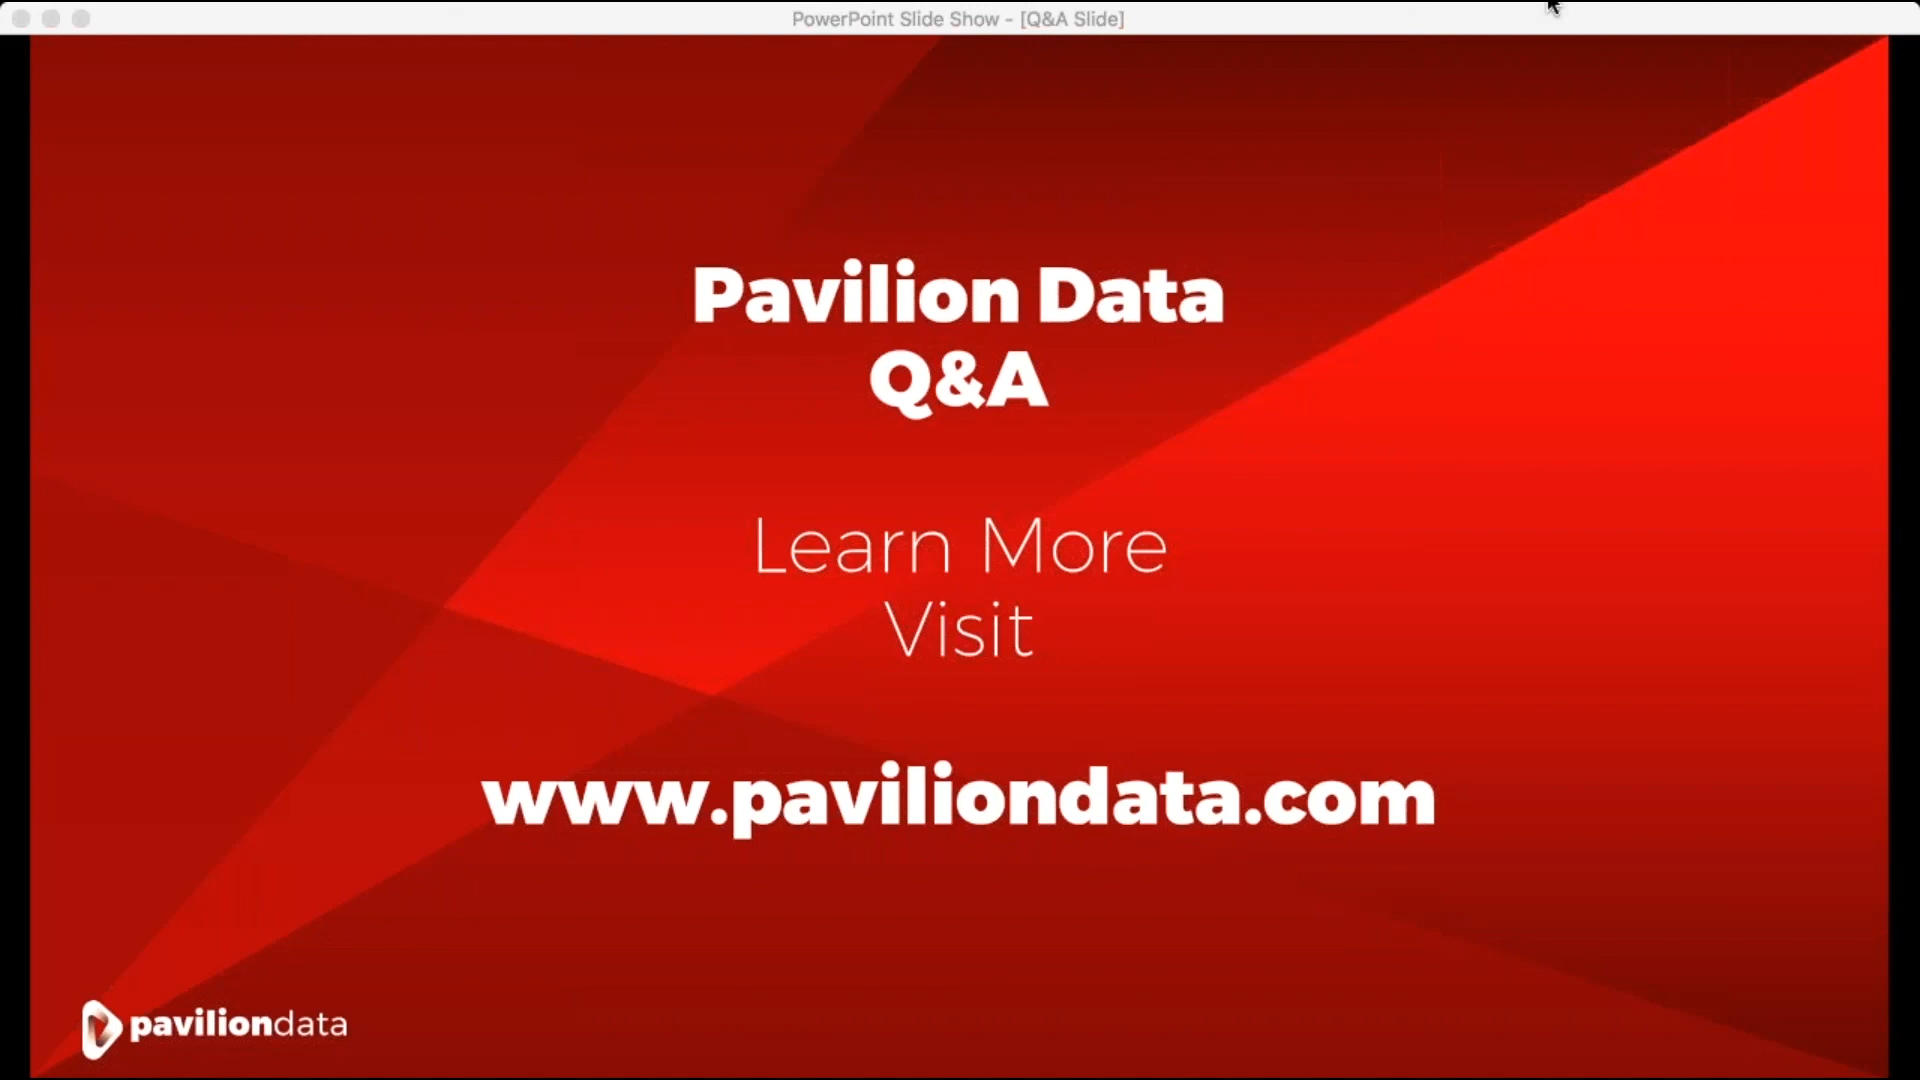 PowerPoint Slide Show - [Q&A Slide]
Pavilion Data
Q&A
Learn More
Visit
www.paviliondata.com
paviliondata